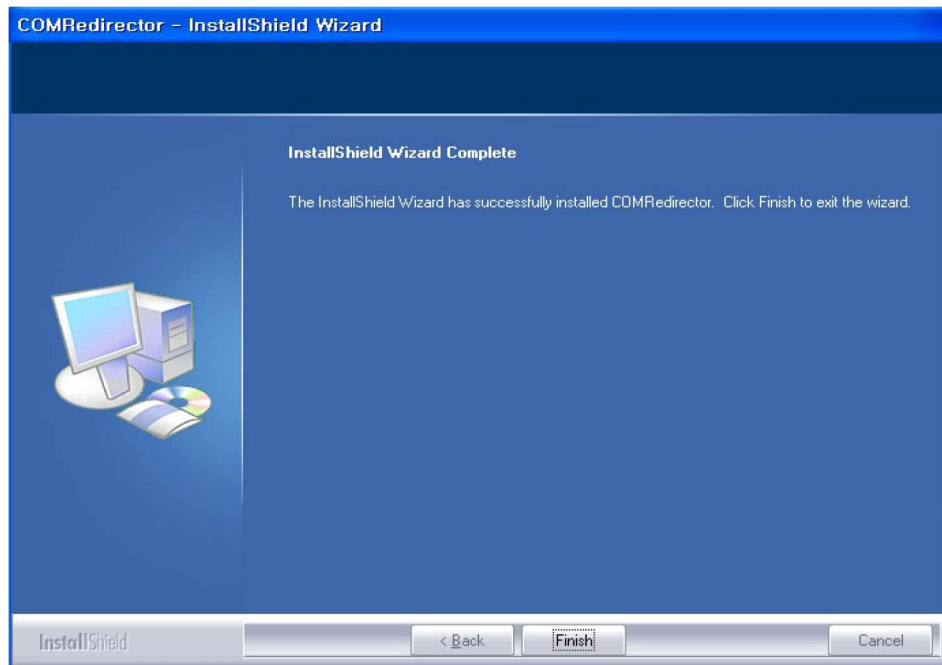 COMRedirector - InstallShield Wizard
InstallShield Wizard Complete
The InstallShield Wizard has successfully installed COMRedirector. Click Finish to exit the wizard.
InstallShield
< Back
Finish
Cancel